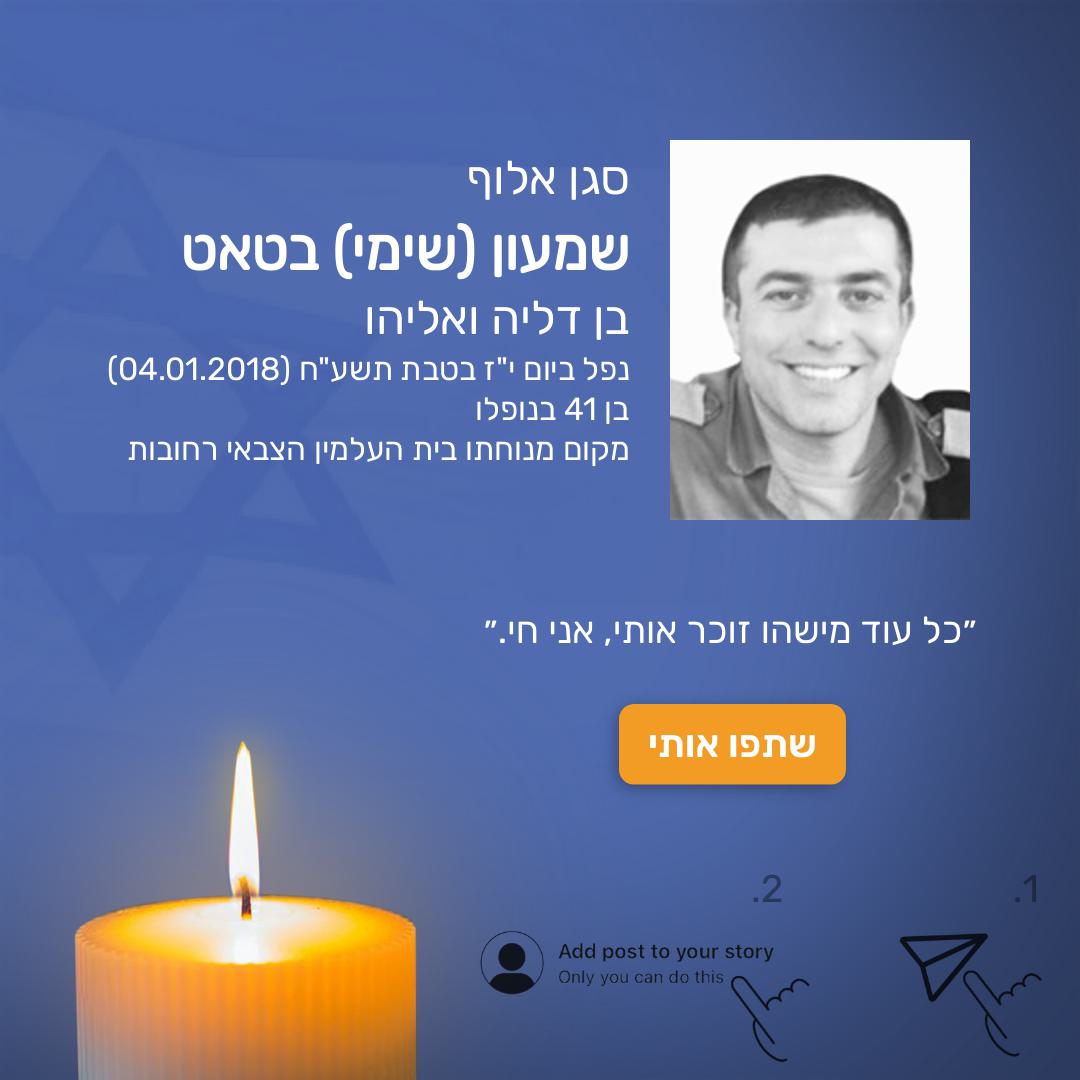 סגן אלוף
שמעון (שימי) בטאט
בן דליה ואליהו
נפל ביום י"ז בטבת תשע"ח (04.01.2018)
בן 41 בנופלו
מקום מנוחתו בית העלמין הצבאי רחובות
״כל עוד מישהו זוכר אותי, אני חי.״
שתפו אותי
1.
2.
Add post to your story
Only you can do this